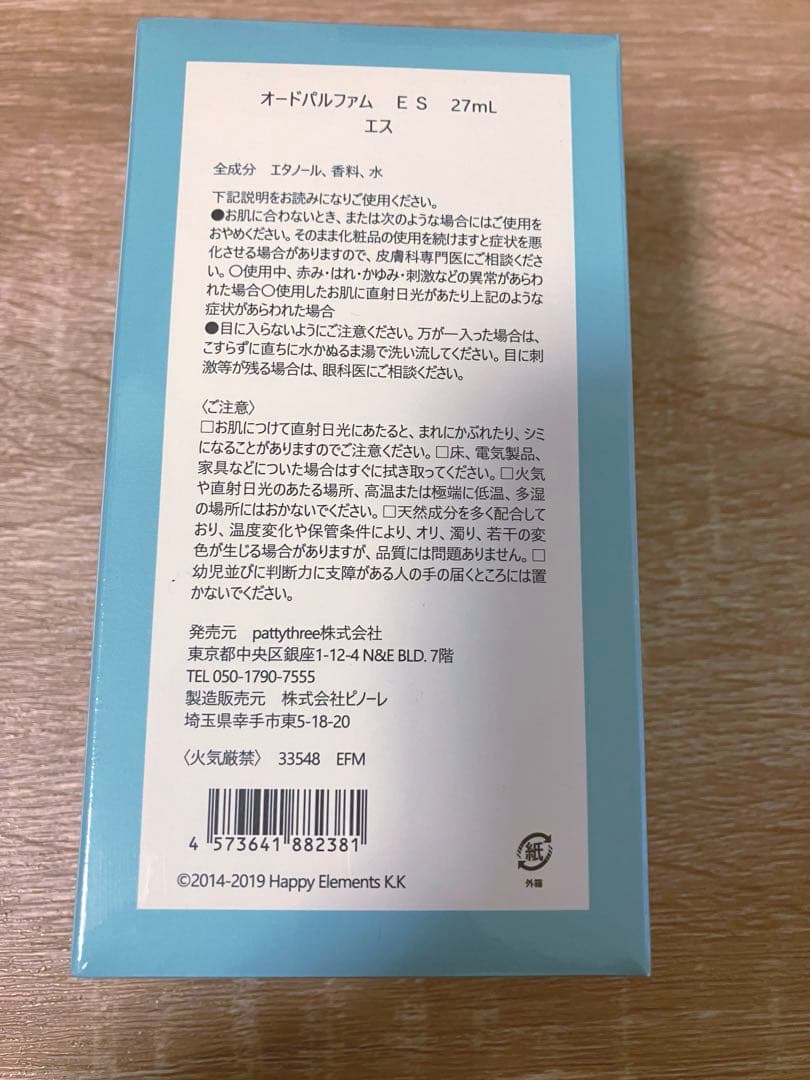 オードパルファム　ＥＳ　27mL
エス
全成分　エタノール、香料、水
下記説明をお読みになりご使用ください。
●お肌に合わないとき、または次のような場合にはご使用を
おやめください。そのまま化粧品の使用を続けますと症状を悪
化させる場合がありますので、皮膚科専門医にご相談くださ
い。○使用中、赤み・はれ・かゆみ・刺激などの異常があらわ
れた場合○使用したお肌に直射日光があたり上記のような
症状があらわれた場合
●目に入らないようにご注意ください。万が一入った場合は、
こすらずに直ちに水かぬるま湯で洗い流してください。目に刺
激等が残る場合は、眼科医にご相談ください。
〈ご注意〉
□お肌につけて直射日光にあたると、まれにかぶれたり、シミ
になることがありますのでご注意ください。□床、電気製品、
家具などについた場合はすぐに拭き取ってください。□火気
や直射日光のあたる場所、高温または極端に低温、多湿
の場所にはおかないでください。□天然成分を多く配合して
おり、温度変化や保管条件により、オリ、濁り、若干の変
色が生じる場合がありますが、品質には問題ありません。□
幼児並びに判断力に支障がある人の手の届くところには置
かないでください。
発売元　pattythree株式会社
東京都中央区銀座1-12-4 N&E BLD. 7階
TEL 050-1790-7555
製造販売元　株式会社ピノーレ
埼玉県幸手市東5-18-20
〈火気厳禁〉　33548　EFM
4 573641 882381
紙
外箱
©2014-2019 Happy Elements K.K